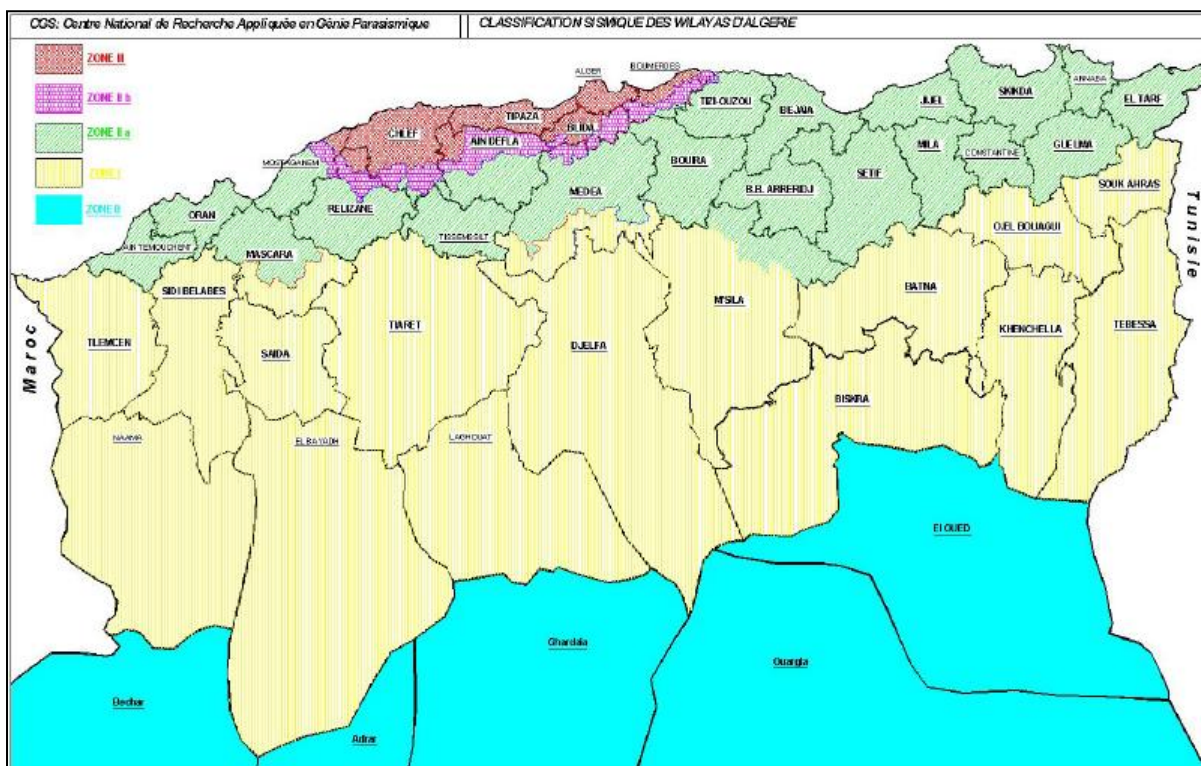 CGS: Centre National de Recherche Appliquée en Génie Parasismique
CLASSIFICATION SISMIQUE DES WILAYAS D'ALGERIE
ZONE III
ZONE II b
ZONE II a
ZONE I
ZONE 0
ALGER
BOUMERDES
TIPAZA
CHLEF
BLIDA
AIN DEFLA
TIZI-OUZOU
BEJAIA
JIJEL
SKIKDA
ANNABA
EL TARF
MOSTAGANEM
BOUIRA
SETIF
MILA
CONSTANTINE
GUELMA
MEDEA
B.B. ARRERIDJ
SOUK AHRAS
ORAN
RELIZANE
TISSEMSILT
AIN TEMOUCHENT
MASCARA
OJEL BOUAGUI
Tunisie
SIDI BELABES
M'SILA
BATNA
TLEMCEN
SAIDA
TIARET
DJELFA
KHENCHELLA
TEBESSA
Maroc
BISKRA
NAAMA
EL BAYADH
LAGHOUAT
El OUED
Ghardaia
Ouargla
Bechar
Adrar